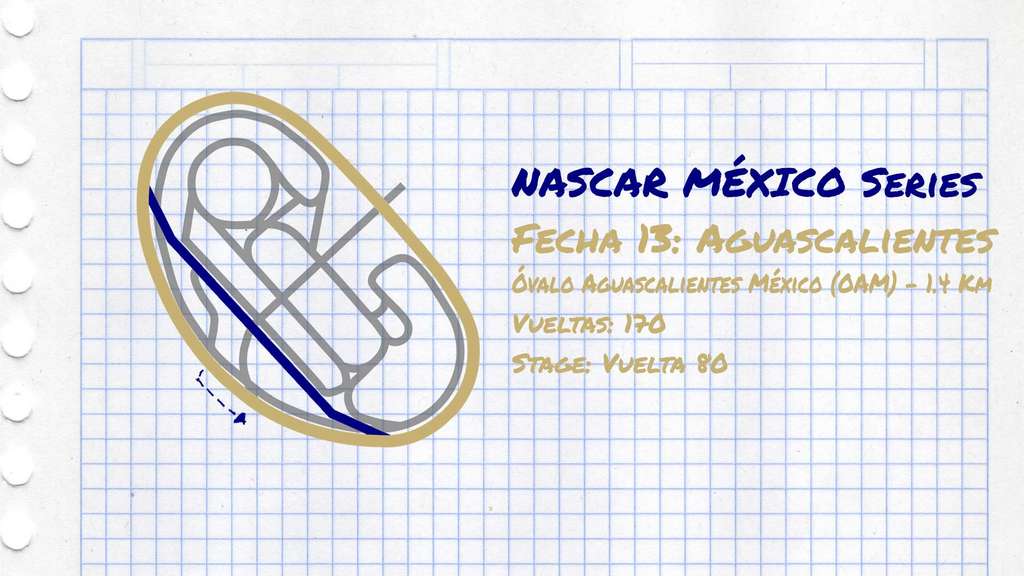 NASCAR MÉXICO SERIES
FECHA 13: AGUASCALIENTES
ÓVALO AGUASCALIENTES MÉXICO (OAM) - 1.4 KM
VUELTAS: 170
STAGE: VUELTA 80